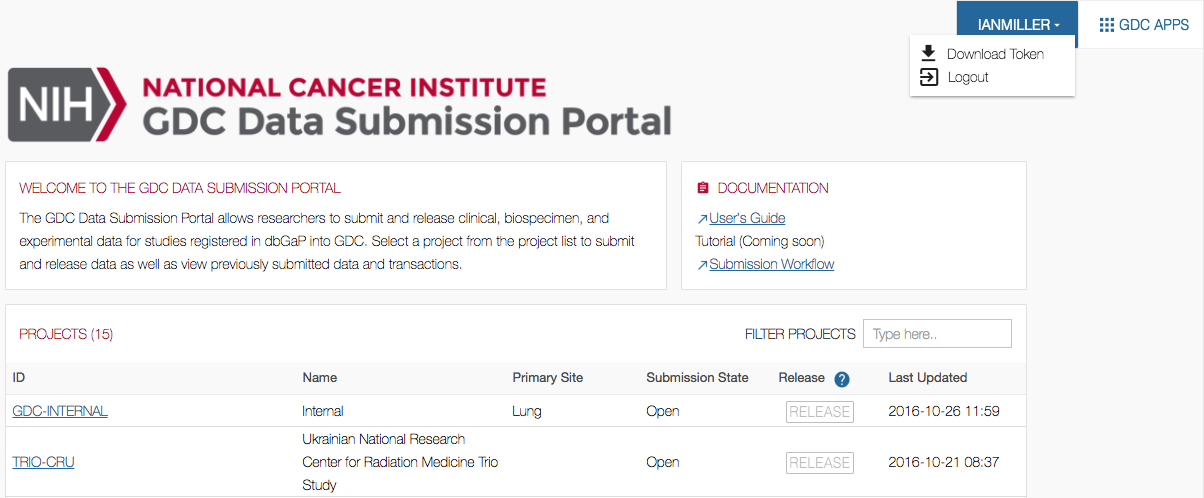 IANMILLER
GDC APPS
Download Token
Logout
NIH
NATIONAL CANCER INSTITUTE
GDC Data Submission Portal
WELCOME TO THE GDC DATA SUBMISSION PORTAL
The GDC Data Submission Portal allows researchers to submit and release clinical, biospecimen, and
experimental data for studies registered in dbGaP into GDC. Select a project from the project list to submit
and release data as well as view previously submitted data and transactions.
DOCUMENTATION
User's Guide
Tutorial (Coming soon)
Submission Workflow
PROJECTS (15)
FILTER PROJECTS Type here..
ID Name Primary Site Submission State Release ? Last Updated
GDC-INTERNAL Internal Lung Open RELEASE 2016-10-26 11:59
Ukrainian National Research
TRIO-CRU Center for Radiation Medicine Trio Open RELEASE 2016-10-21 08:37
Study